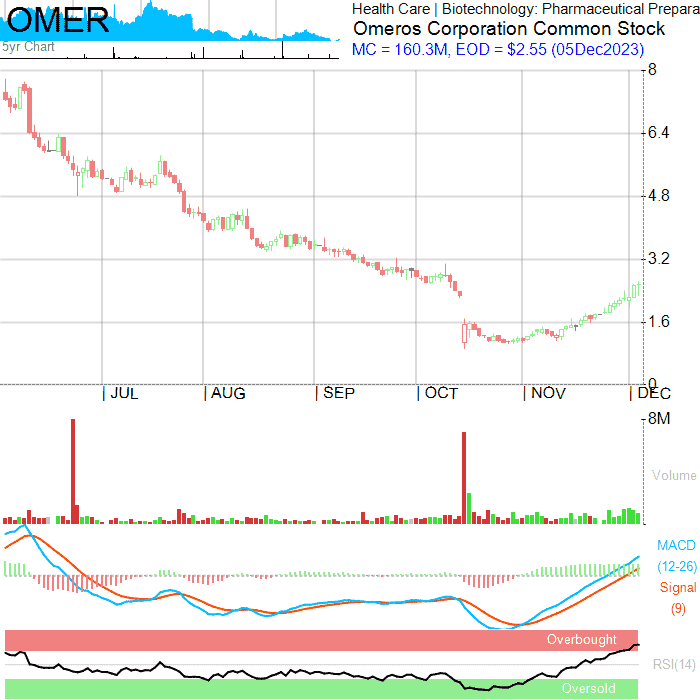 OMER
5yr Chart
Health Care | Biotechnology: Pharmaceutical Prepara
Omeros Corporation Common Stock
MC = 160.3M, EOD = $2.55 (05Dec2023)
8
6.4
4.8
3.2
1.6
0
| JUL | AUG | SEP | OCT | NOV | DEC
8M
Volume
MACD
(12-26)
Signal
(9)
Overbought
RSI(14)
Oversold